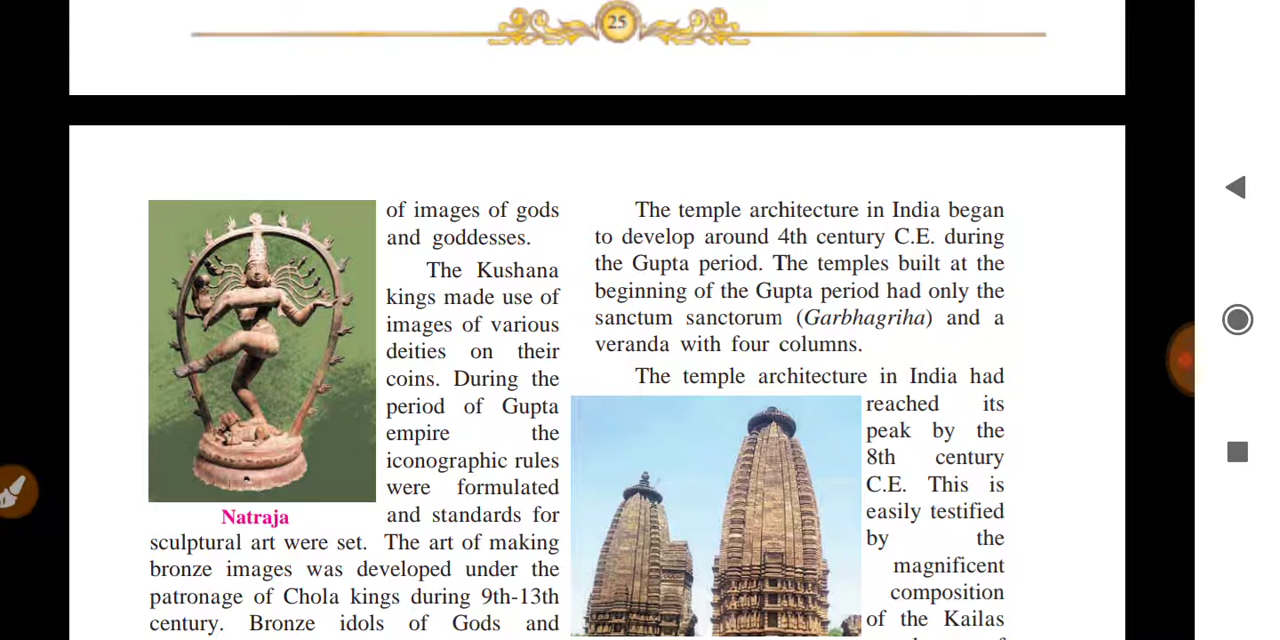 25
of images of gods
and goddesses.
The Kushana
kings made use of
images of various
deities on their
coins. During the
period of Gupta
empire the
iconographic rules
were formulated
and standards for
Natraja
sculptural art were set. The art of making
bronze images was developed under the
patronage of Chola kings during 9th-13th
century. Bronze idols of Gods and
The temple architecture in India began
to develop around 4th century C.E. during
the Gupta period. The temples built at the
beginning of the Gupta period had only the
sanctum sanctorum (Garbhagriha) and a
veranda with four columns.
The temple architecture in India had
reached its
peak by the
8th century
C.E. This is
easily testified
by the
magnificent
composition
of the Kailas